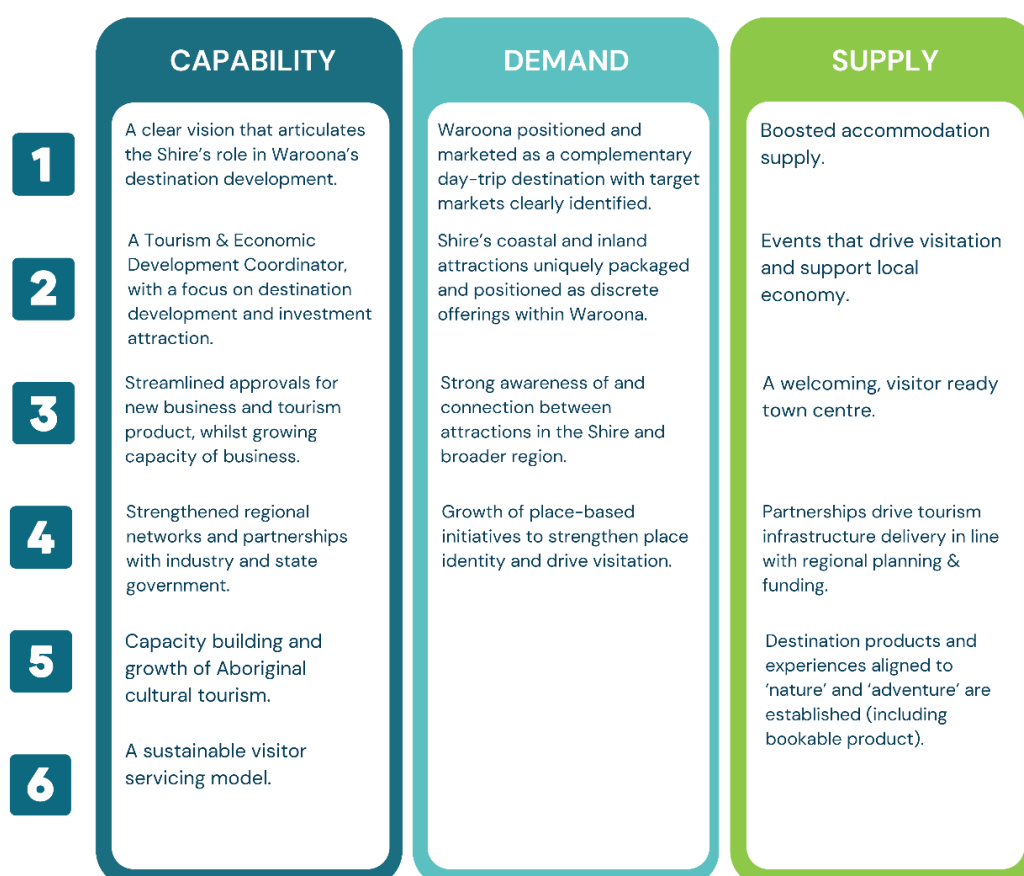 CAPABILITY
DEMAND
SUPPLY
1
A clear vision that articulates
the Shire's role in Waroona's
destination development.
Waroona positioned and
marketed as a complementary
day-trip destination with target
markets clearly identified.
Boosted accommodation
supply.
2
A Tourism & Economic
Development Coordinator,
with a focus on destination
development and investment
attraction.
Shire's coastal and inland
attractions uniquely packaged
and positioned as discrete
offerings within Waroona.
Events that drive visitation
and support local
economy.
3
Streamlined approvals for
new business and tourism
product, whilst growing
capacity of business.
Strong awareness of and
connection between
attractions in the Shire and
broader region.
A welcoming, visitor ready
town centre.
4
Strengthened regional
networks and partnerships
with industry and state
government.
Growth of place-based
initiatives to strengthen place
identity and drive visitation.
Partnerships drive tourism
infrastructure delivery in line
with regional planning &
funding.
5
Capacity building and
growth of Aboriginal
cultural tourism.
Destination products and
experiences aligned to
‘nature’ and ‘adventure’ are
established (including
bookable product).
6
A sustainable visitor
servicing model.